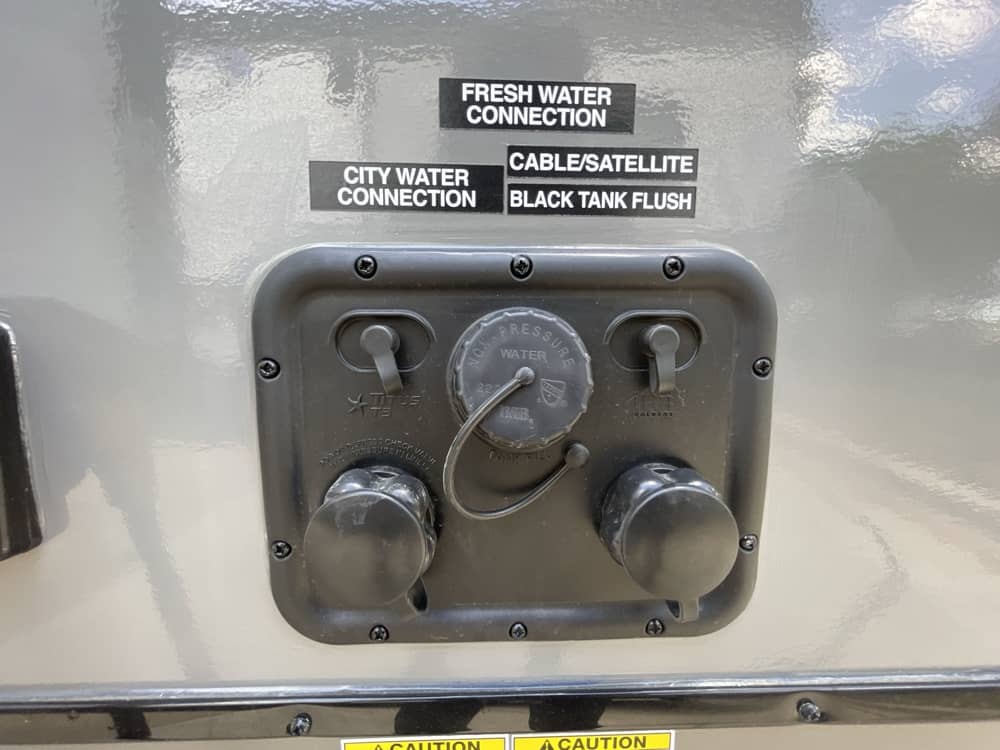 FRESH WATER
CONNECTION
CITY WATER
CONNECTION
CABLE/SATELLITE
BLACK TANK FLUSH
NON-PRESSURE
WATER
CAUTION
CAUTION